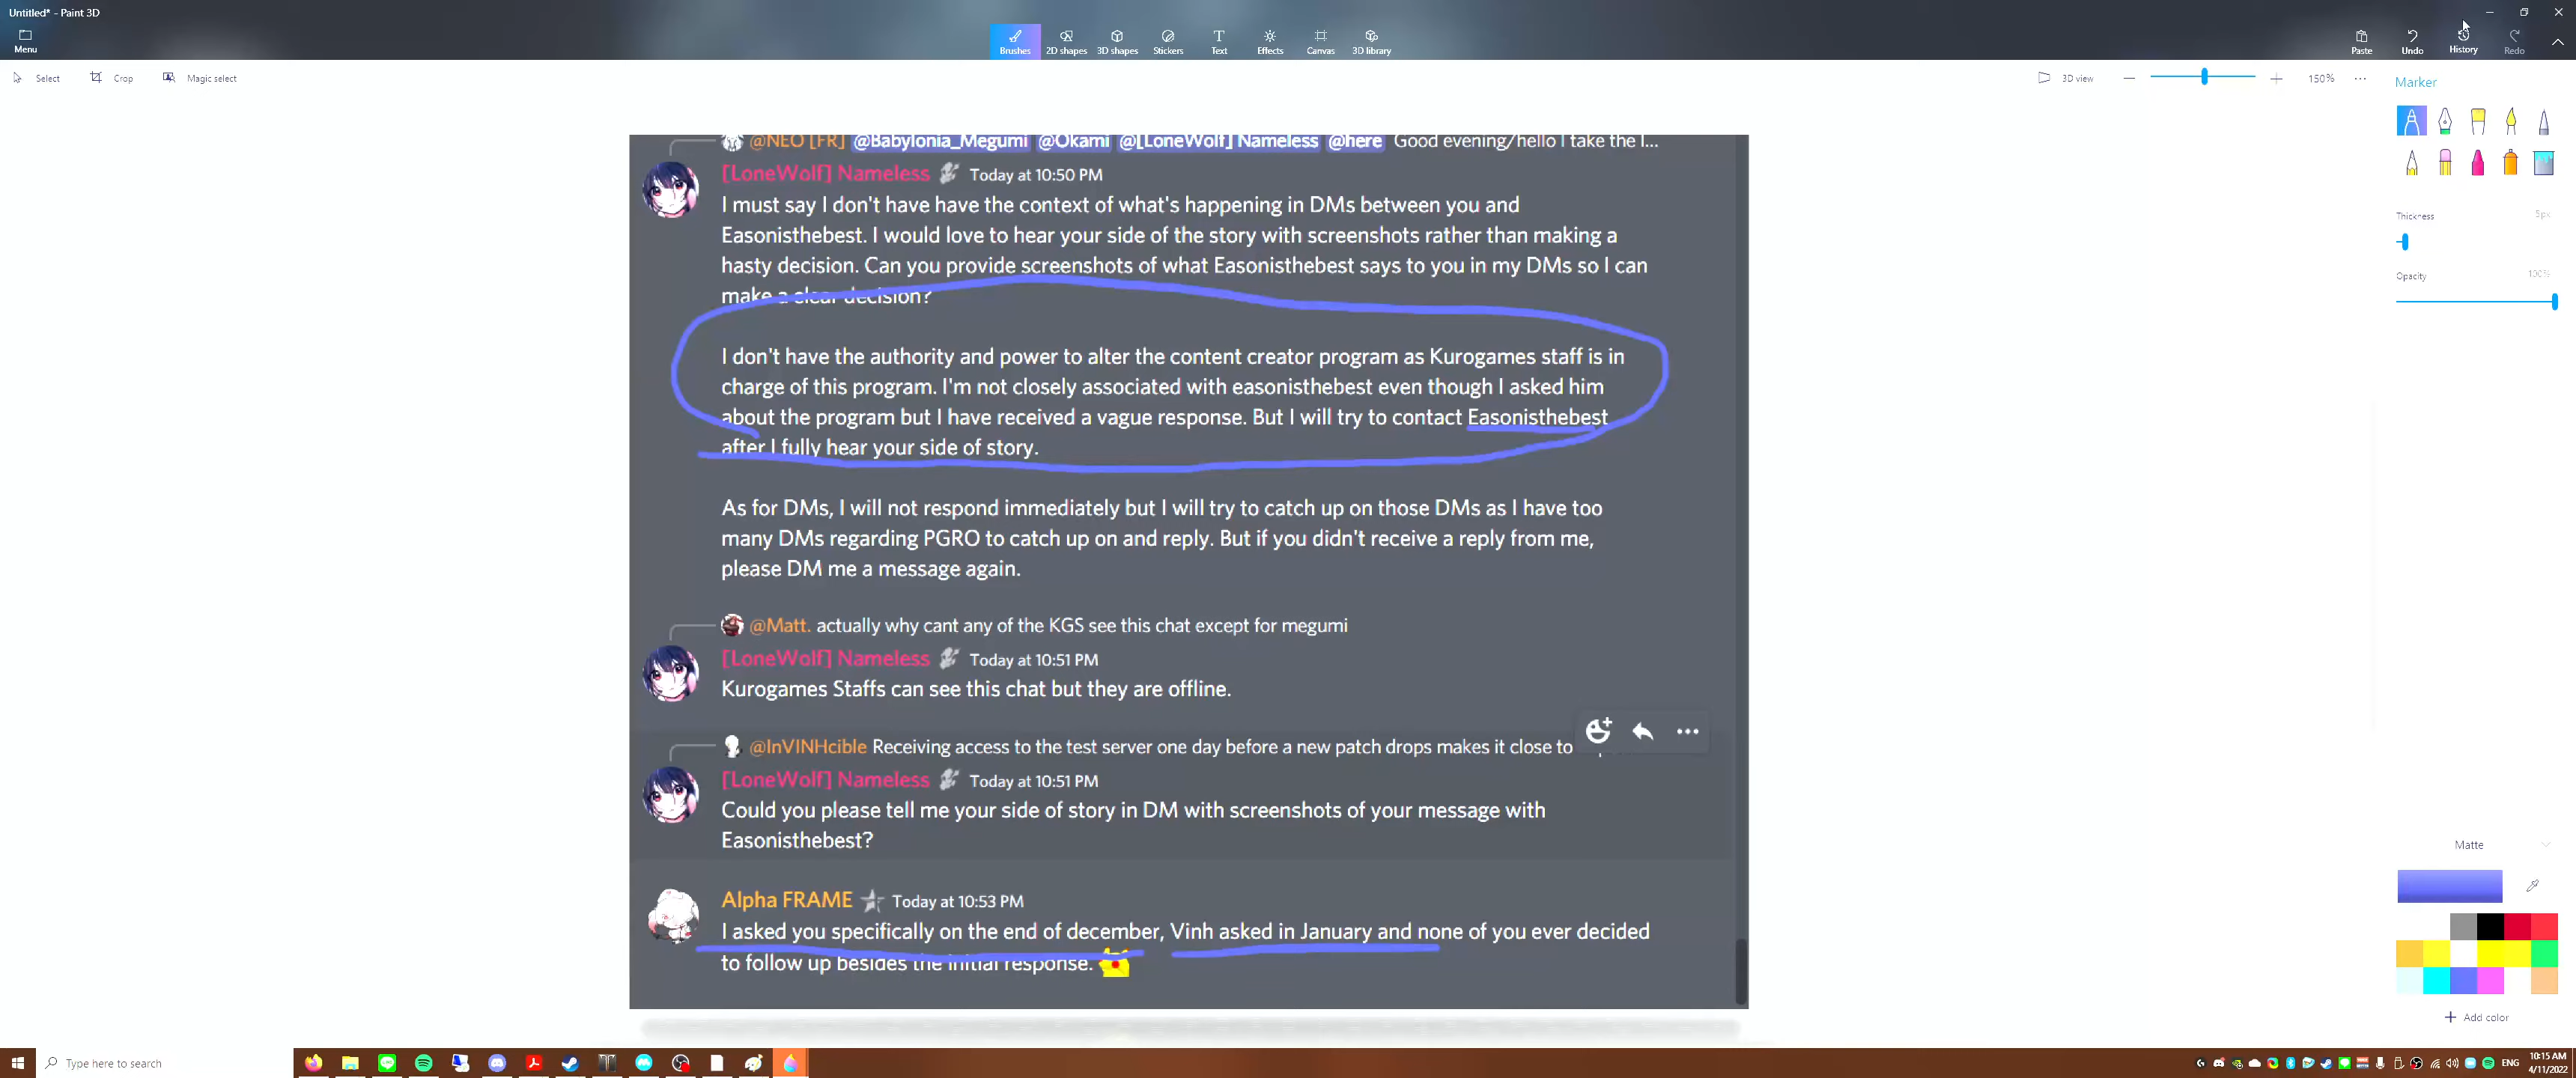 Untitled* - Paint 3D
Menu
Brushes
2D shapes
3D shapes
Stickers
Text
Effects
Canvas
3D library
Paste
Undo
History
Redo
Select
Crop
Magic select
3D view
150%
Marker
@NEO [FR] @Babylonia_Megumi @Okami @[LoneWolf] Nameless @here Good evening/hello I take the l...
[LoneWolf] Nameless Today at 10:50 PM
I must say I don't have have the context of what's happening in DMs between you and
Easonisthebest. I would love to hear your side of the story with screenshots rather than making a
hasty decision. Can you provide screenshots of what Easonisthebest says to you in my DMs so I can
make a clear decision?
I don't have the authority and power to alter the content creator program as Kurogames staff is in
charge of this program. I'm not closely associated with easonisthebest even though I asked him
about the program but I have received a vague response. But I will try to contact Easonisthebest
after I fully hear your side of story.
As for DMs, I will not respond immediately but I will try to catch up on those DMs as I have too
many DMs regarding PGRO to catch up on and reply. But if you didn't receive a reply from me,
please DM me a message again.
@Matt. actually why cant any of the KGS see this chat except for megumi
[LoneWolf] Nameless Today at 10:51 PM
Kurogames Staffs can see this chat but they are offline.
@InVINHcible Receiving access to the test server one day before a new patch drops makes it close to
[LoneWolf] Nameless Today at 10:51 PM
Could you please tell me your side of story in DM with screenshots of your message with
Easonisthebest?
Alpha FRAME Today at 10:53 PM
I asked you specifically on the end of december, Vinh asked in January and none of you ever decided
to follow up besides the initial response.
Thickness
5px
Opacity
100%
Matte
Add color
Type here to search
ENG
10:15 AM
4/11/2022